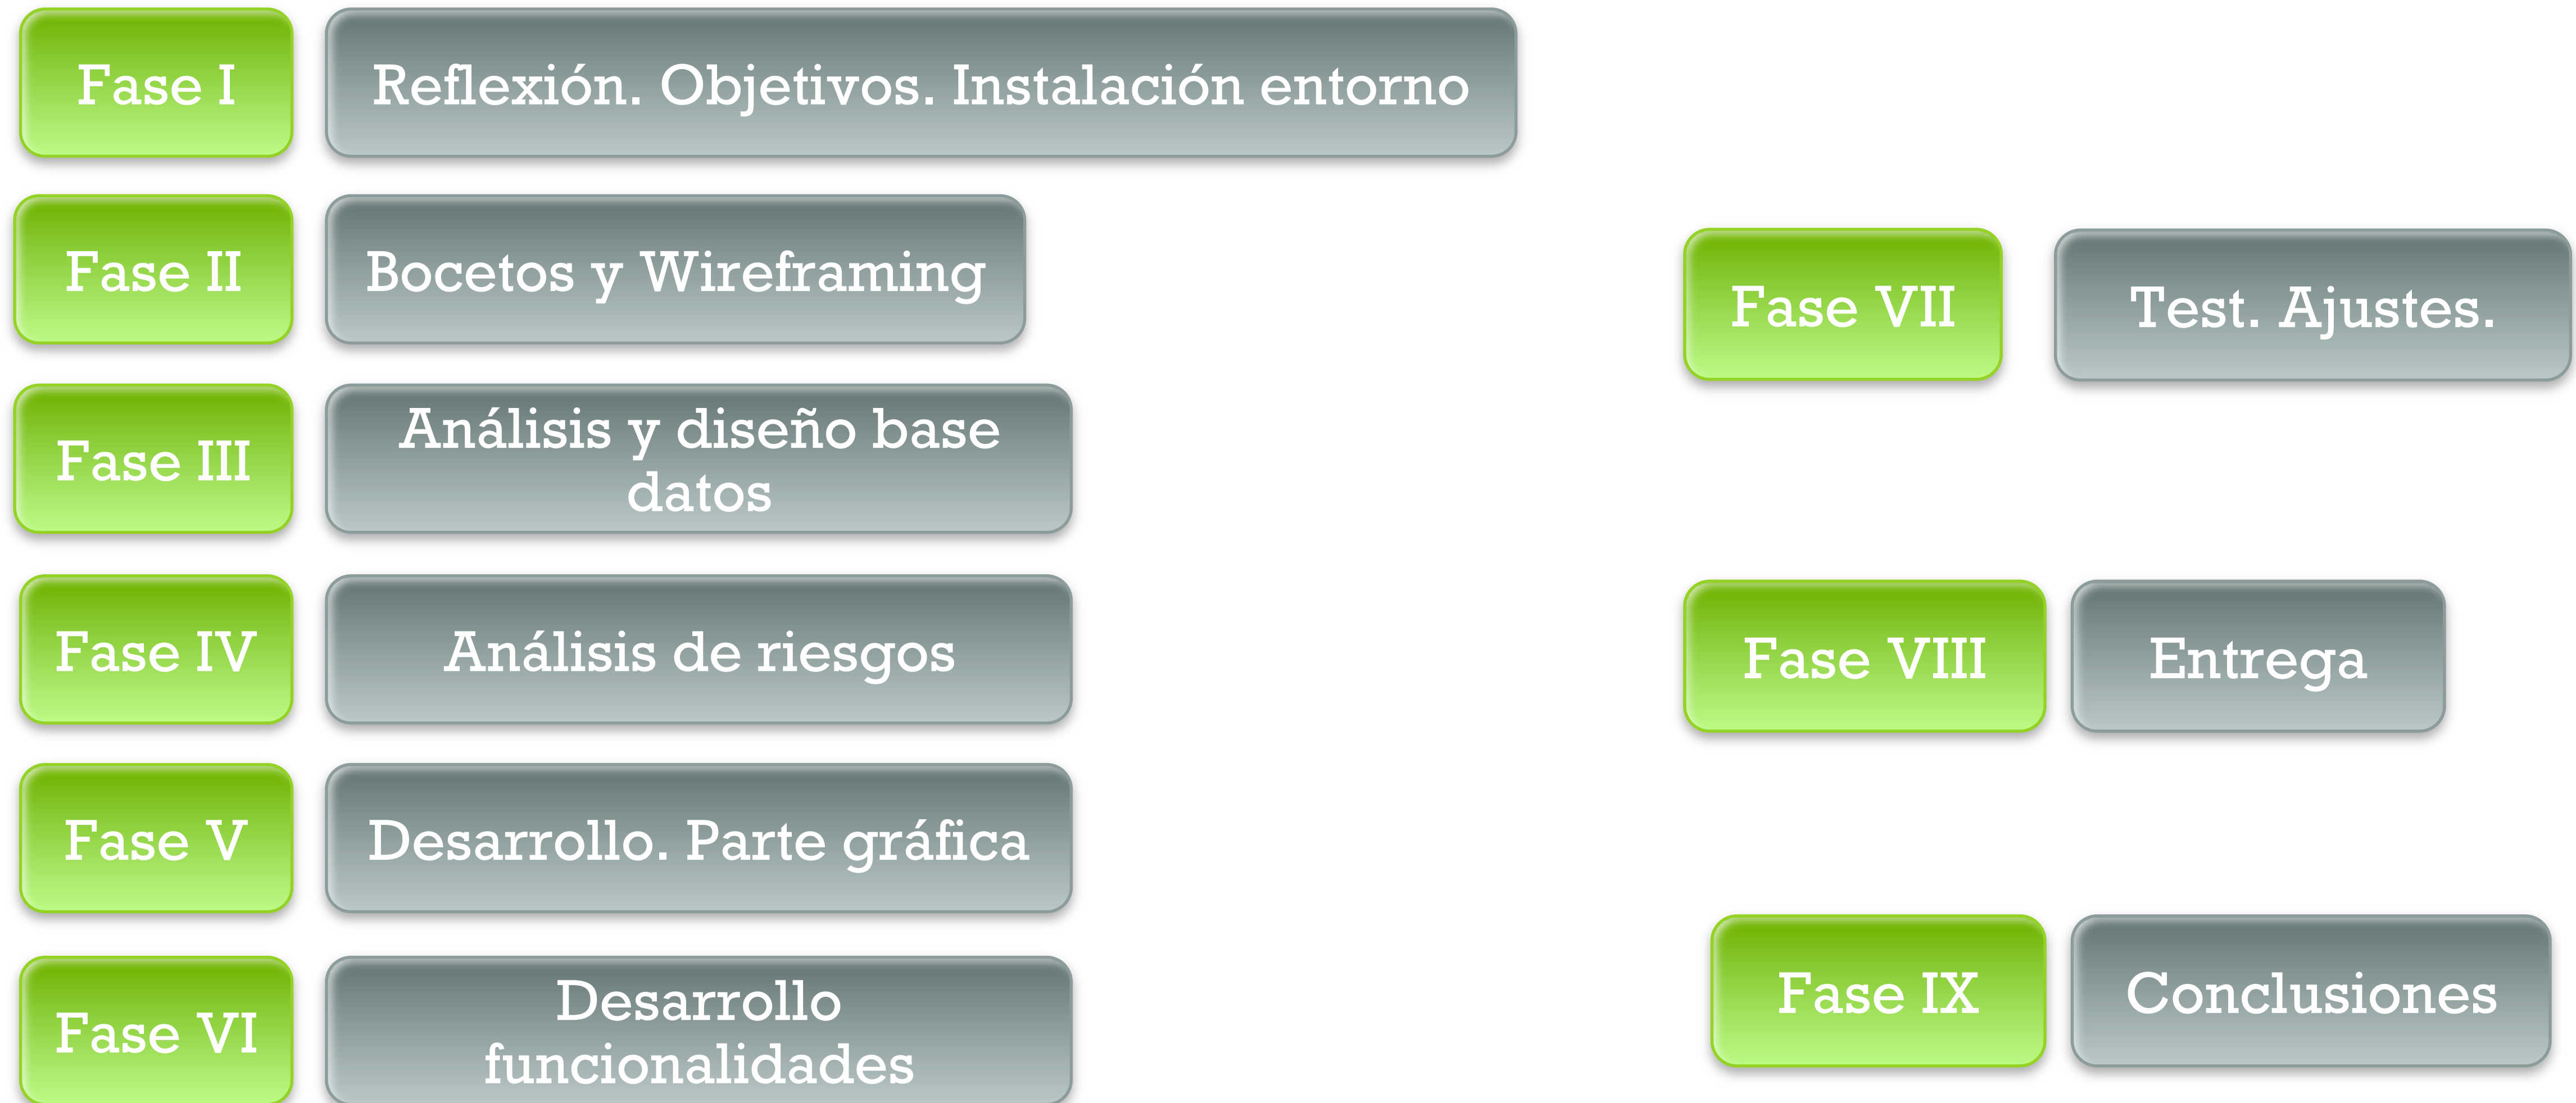 Fase I
Reflexión. Objetivos. Instalación entorno
Fase II
Bocetos y Wireframing
Fase III
Análisis y diseño base
datos
Fase IV
Análisis de riesgos
Fase V
Desarrollo. Parte gráfica
Fase VI
Desarrollo
funcionalidades
Fase VII
Test. Ajustes.
Fase VIII
Entrega
Fase IX
Conclusiones